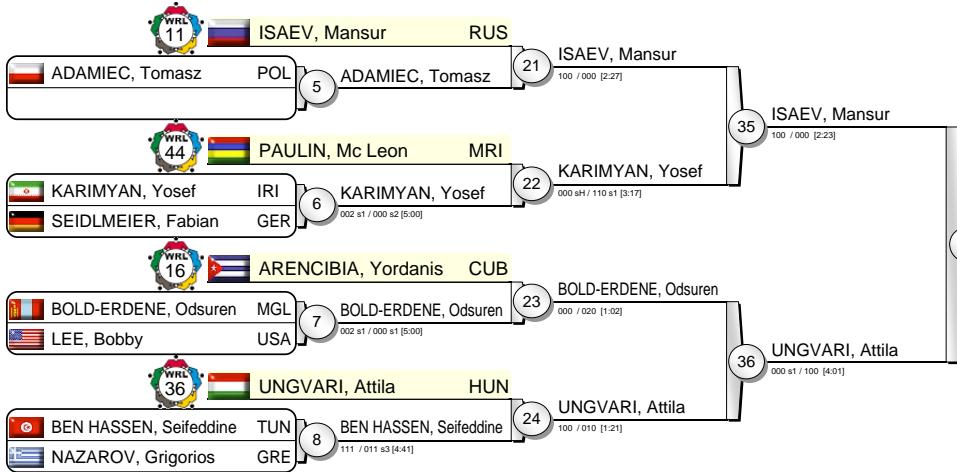 WRL 11 ISAEV, Mansur RUS
ADAMIEC, Tomasz POL
5
ADAMIEC, Tomasz
21
ISAEV, Mansur
100 / 000 [2:27]
WRL 44 PAULIN, Mc Leon MRI
KARIMYAN, Yosef IRI
SEIDLMEIER, Fabian GER
6
KARIMYAN, Yosef
002 s1 / 000 s2 [5:00]
22
KARIMYAN, Yosef
000 sH / 110 s1 [3:17]
35
ISAEV, Mansur
100 / 000 [2:23]
WRL 16 ARENCIBIA, Yordanis CUB
BOLD-ERDENE, Odsuren MGL
LEE, Bobby USA
7
BOLD-ERDENE, Odsuren
002 s1 / 000 s1 [5:00]
23
BOLD-ERDENE, Odsuren
000 / 020 [1:02]
WRL 36 UNGVARI, Attila HUN
BEN HASSEN, Seifeddine TUN
NAZAROV, Grigorios GRE
8
BEN HASSEN, Seifeddine
111 / 011 s3 [4:41]
24
UNGVARI, Attila
100 / 010 [1:21]
36
UNGVARI, Attila
000 s1 / 100 [4:01]